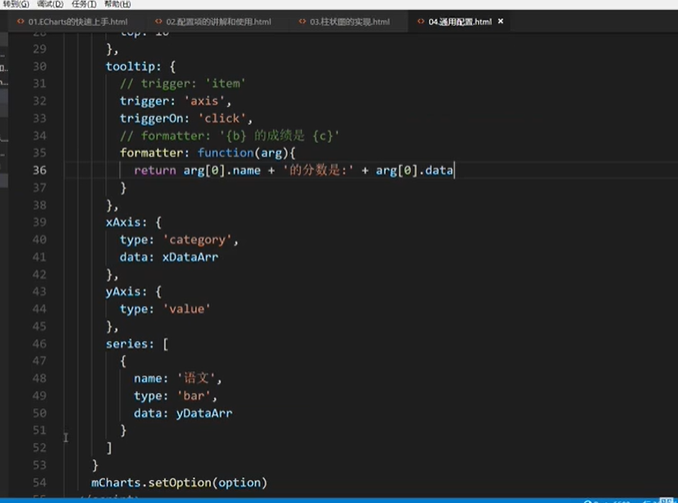 转到(G) 调试(D) 任务(T) 帮助(H)
01.ECharts的快速上手.html 02.配置项的讲解和使用.html 03.柱状图的实现.html 04.通用配置.html ×
29 },
30 tooltip: {
31 // trigger: 'item'
32 trigger: 'axis',
33 triggerOn: 'click',
34 // formatter: '{b} 的成绩是 {c}'
35 formatter: function(arg){
36 return arg[0].name + '的分数是:' + arg[0].data
37 }
38 },
39 xAxis: {
40 type: 'category',
41 data: xDataArr
42 },
43 yAxis: {
44 type: 'value'
45 },
46 series: [
47 {
48 name: '语文',
49 type: 'bar',
50 data: yDataArr
51 }
52 ]
53 }
54 mCharts.setOption(option)